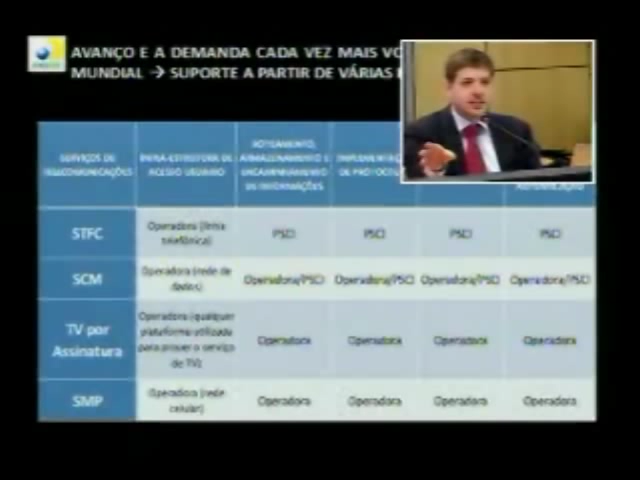 AVANÇO E A DEMANDA CADA VEZ MAIS
MUNDIAL → SUPORTE A PARTIR DE VÁRIAS
SERVIÇOS DE TELECOMUNICAÇÕES
INFRA-ESTRUTURA DE ACESSO USUÁRIO
ROTEAMENTO, ARMAZENAMENTO E ENCAMINHAMENTO DE INFORMAÇÕES
DE
STFC
Operadora (linha telefônica)
PSCI
PSCI
PSCI
PSCI
SCM
Operadora (rede de dados)
Operadora/PSCI
Operadora/PSCI
Operadora/PSCI
Operadora/PSCI
TV por Assinatura
Operadora (qualquer plataforma utilizada para prover o serviço de TV)
Operadora
Operadora
Operadora
Operadora
SMP
Operadora (rede celular)
Operadora
Operadora
Operadora
Operadora